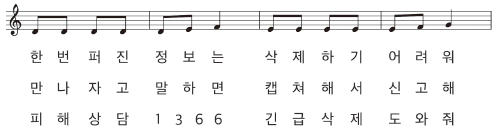 한 번 퍼 진 정 보 는 삭 제 하 기 어 려 워
만 나 자 고 말 하 면 캡 쳐 해 서 신 고 해
피 해 상 담 1 3 6 6 긴 급 삭 제 도 와 줘